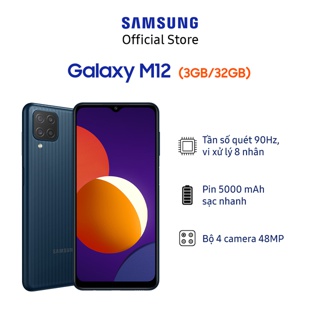 SAMSUNG
Official Store
Galaxy M12 (3GB/32GB)
Tần số quét 90Hz,
vi xử lý 8 nhân
Pin 5000 mAh
sạc nhanh
Bộ 4 camera 48MP
SAMSUNG